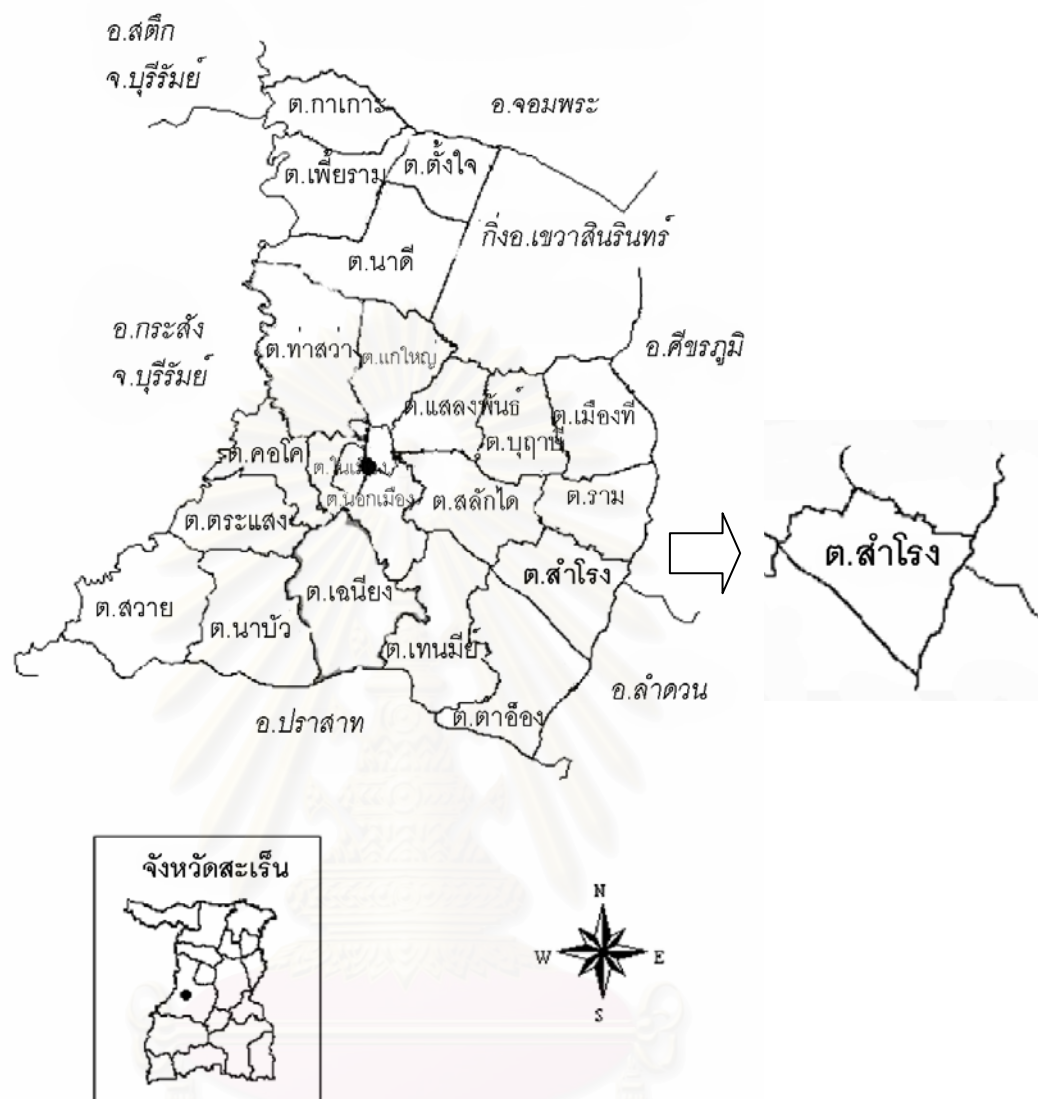 อ.สตึก
จ.บุรีรัมย์
ต.กาเกาะ
อ.จอมพระ
ต.เพี้ยราม
ต.ตั้งใจ
กิ่งอ.เขวาสินรินทร์
ต.นาดี
อ.กระสัง
จ.บุรีรัมย์
ต.ท่าสว่าง
ต.แกใหญ่
อ.ศีขรภูมิ
ต.แสลงพันธ์
ต.บุฤาษี
ต.เมืองที
ต.คอโค
ต.ในเมือง
ต.นอกเมือง
ต.สลักได
ต.ราม
ต.ตระแสง
ต.สำโรง
ต.สำโรง
ต.สวาย
ต.นาบัว
ต.เฉนียง
ต.เทนมีย์
อ.ลำดวน
ต.ตาอ็อง
อ.ปราสาท
จังหวัดสะเร็น
N
W
E
S